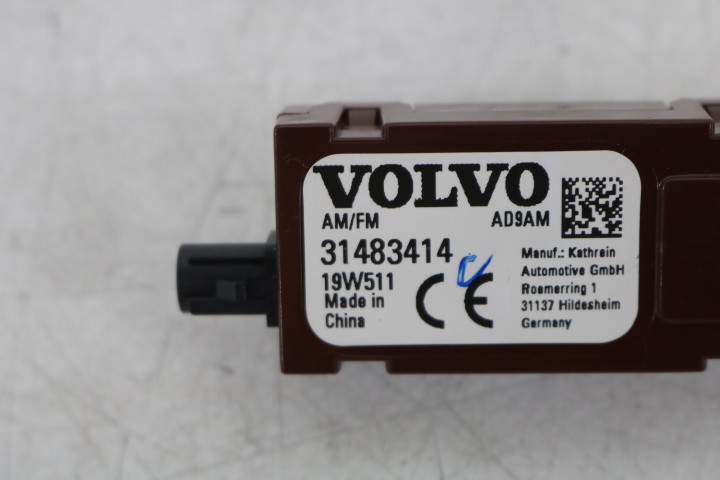 VOLVO
AM/FM AD9AM
31483414
19W511
Made in
China
CE
Manuf.: Kathrein
Automotive GmbH
Roemerring 1
31137 Hildesheim
Germany